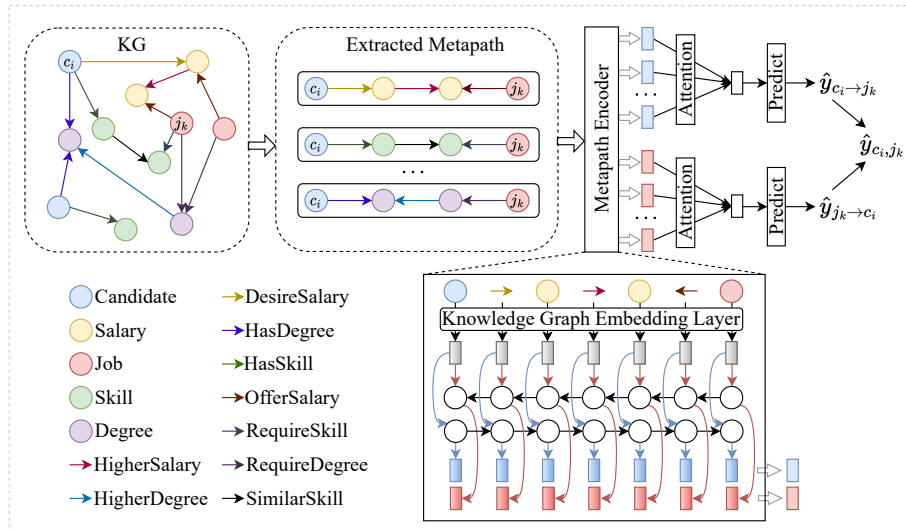 KG
c_i
j_k
Extracted Metapath
c_i
j_k
c_i
j_k
...
c_i
j_k
Metapath Encoder
...
Attention
Predict
ŷ_{c_i→j_k}
ŷ_{c_i,j_k}
...
Attention
Predict
ŷ_{j_k→c_i}
Candidate
Salary
Job
Skill
Degree
HigherSalary
HigherDegree
DesireSalary
HasDegree
HasSkill
OfferSalary
RequireSkill
RequireDegree
SimilarSkill
Knowledge Graph Embedding Layer